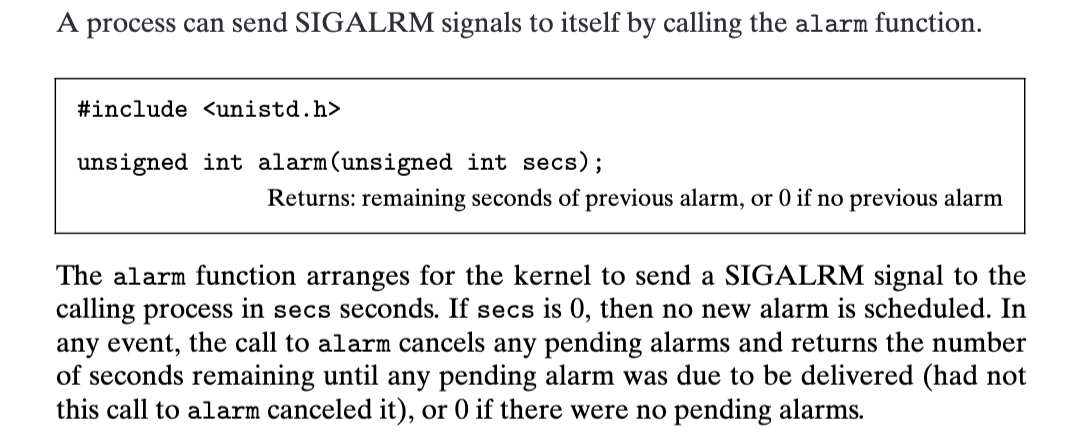 A process can send SIGALRM signals to itself by calling the alarm function.
#include <unistd.h>
unsigned int alarm(unsigned int secs);
Returns: remaining seconds of previous alarm, or 0 if no previous alarm
The alarm function arranges for the kernel to send a SIGALRM signal to the
calling process in secs seconds. If secs is 0, then no new alarm is scheduled. In
any event, the call to alarm cancels any pending alarms and returns the number
of seconds remaining until any pending alarm was due to be delivered (had not
this call to alarm canceled it), or 0 if there were no pending alarms.